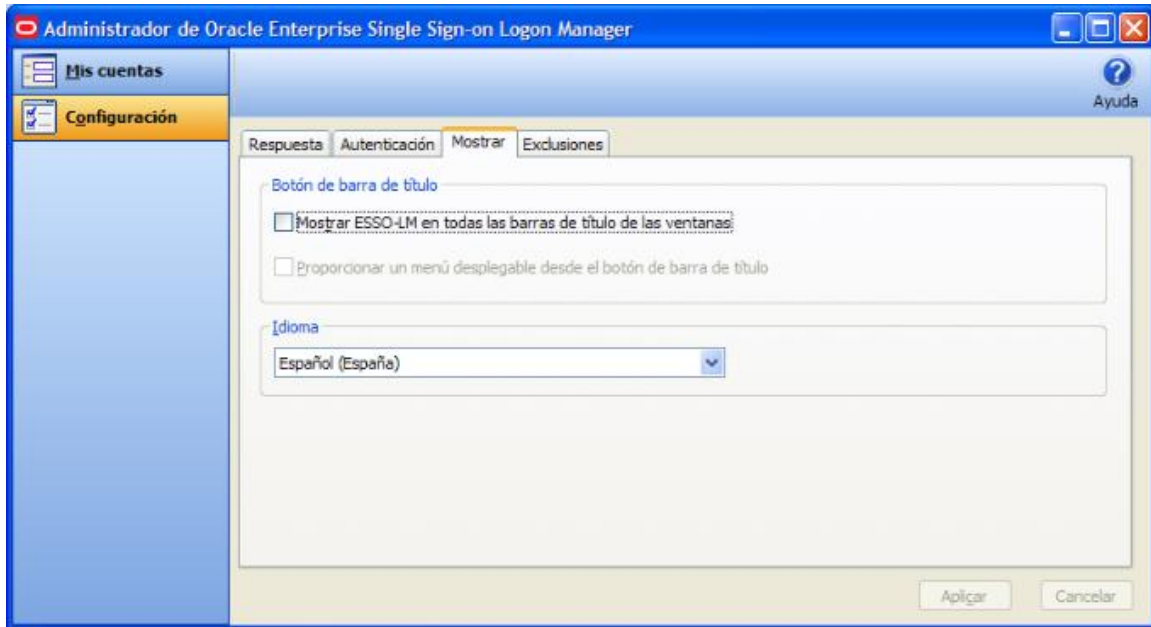 Administrador de Oracle Enterprise Single Sign-on Logon Manager
Mis cuentas
Configuración
Ayuda
Respuesta Autenticación Mostrar Exclusiones
Botón de barra de título
Mostrar ESSO-LM en todas las barras de título de las ventanas
Proporcionar un menú desplegable desde el botón de barra de título
Idioma
Español (España)
Aplicar Cancelar